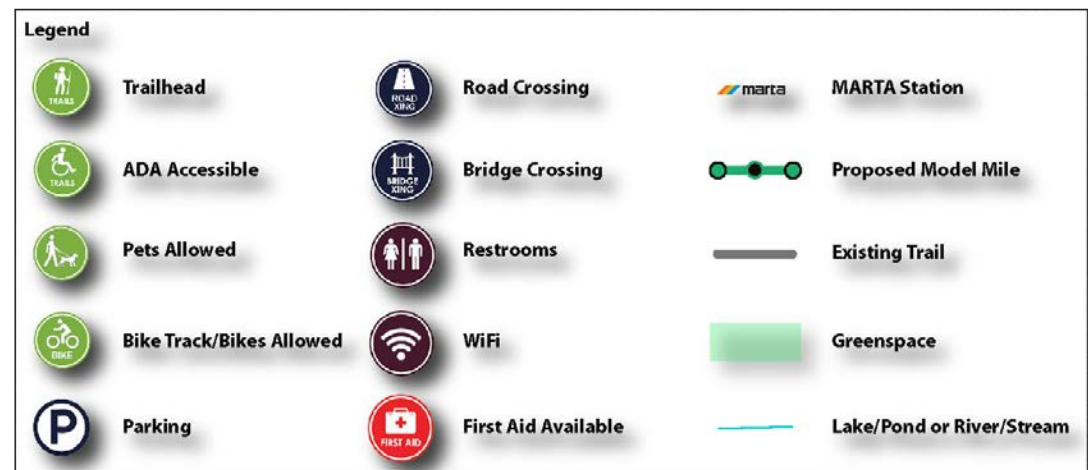 Legend
TRAILS
Trailhead
ROAD
XING
Road Crossing
marta
MARTA Station
TRAILS
ADA Accessible
BRIDGE
XING
Bridge Crossing
Proposed Model Mile
Pets Allowed
Restrooms
Existing Trail
BIKE
Bike Track/Bikes Allowed
WiFi
Greenspace
P
Parking
FIRST AID
First Aid Available
Lake/Pond or River/Stream